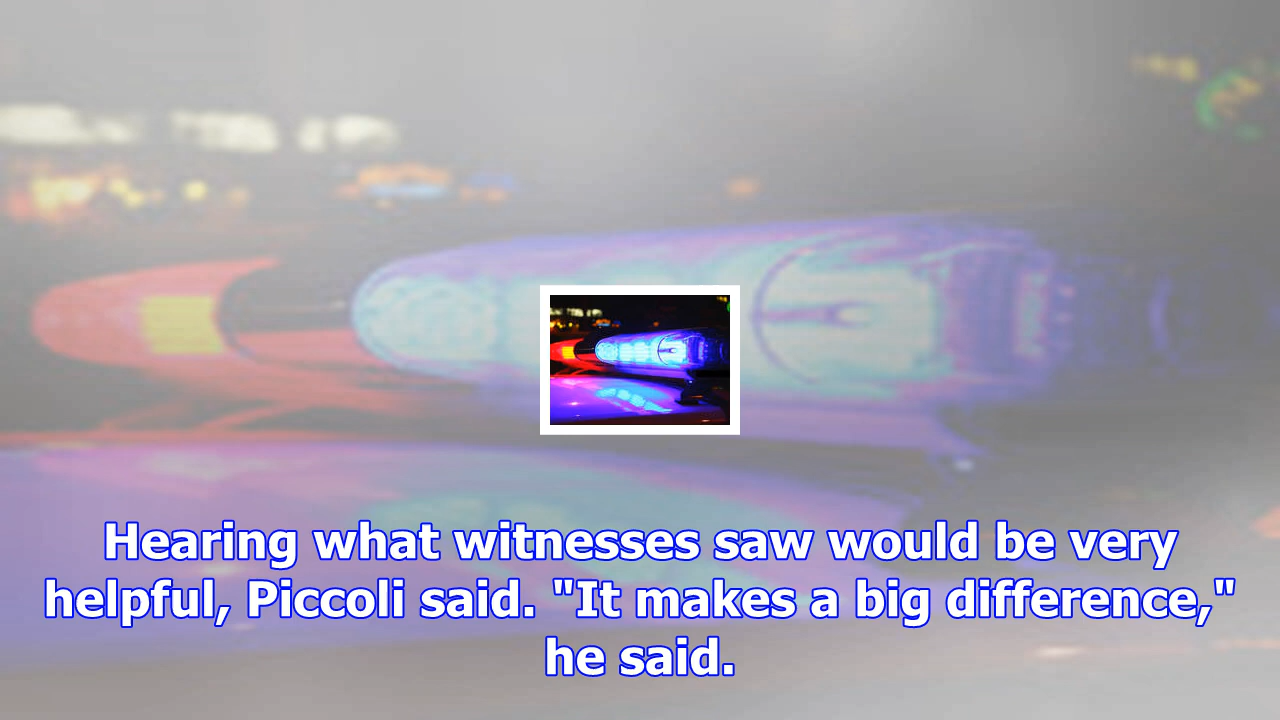 Hearing what witnesses saw would be very
helpful, Piccoli said. "It makes a big difference,"
he said.